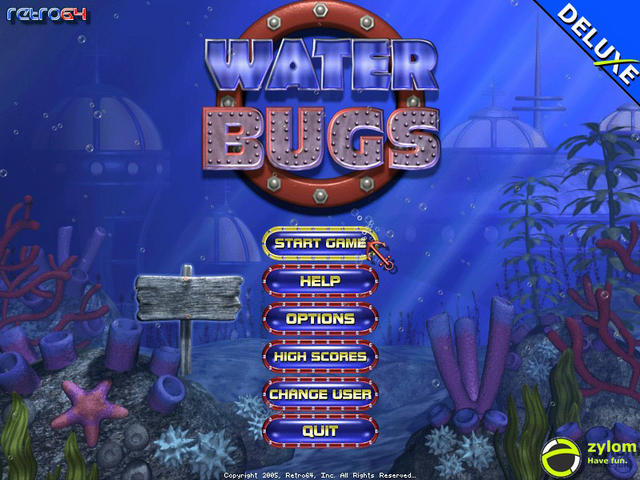 RETRO64
DELUXE
WATER
BUGS
START GAME
HELP
OPTIONS
HIGH SCORES
CHANGE USER
QUIT
zylom
Have fun.
Copyright 2005, Retro64, Inc. All Rights Reserved...